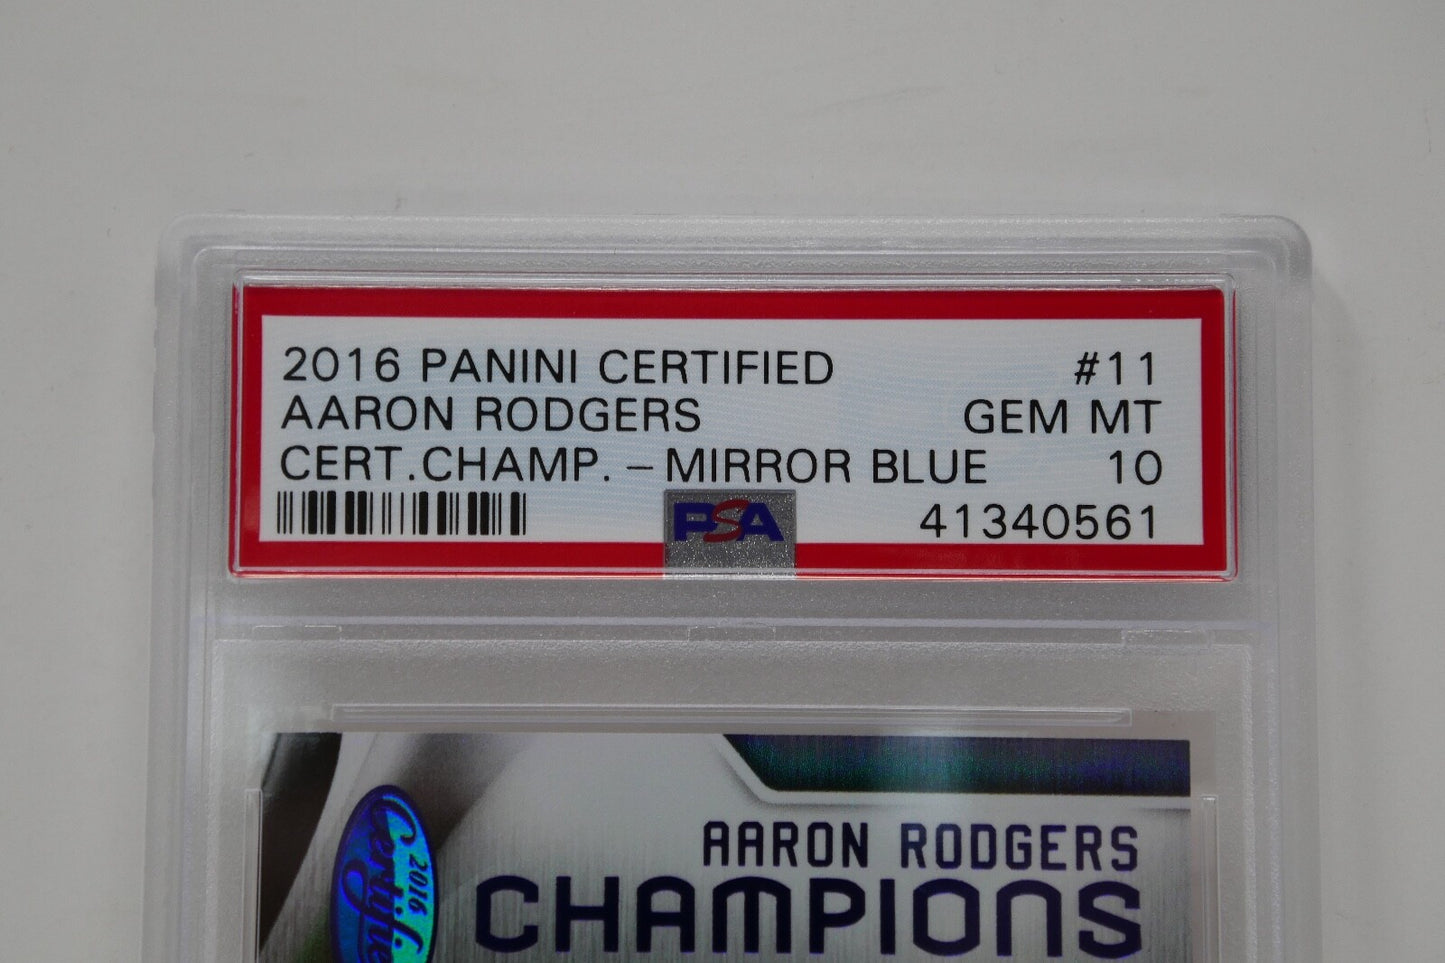 2016 PANINI CERTIFIED #11
AARON RODGERS GEM MT
CERT.CHAMP. – MIRROR BLUE 10
PSA 41340561
AARON RODGERS
CHAMPIONS
2016